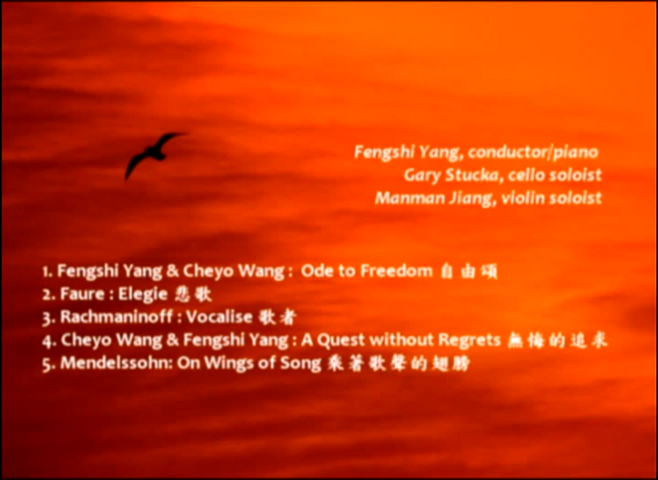 Fengshi Yang, conductor/piano
Gary Stucka, cello soloist
Manman Jiang, violin soloist
1. Fengshi Yang & Cheyo Wang : Ode to Freedom 自由頌
2. Faure : Elegie 悲歌
3. Rachmaninoff : Vocalise 歌者
4. Cheyo Wang & Fengshi Yang : A Quest without Regrets 無悔的追求
5. Mendelssohn: On Wings of Song 乘著歌聲的翅膀